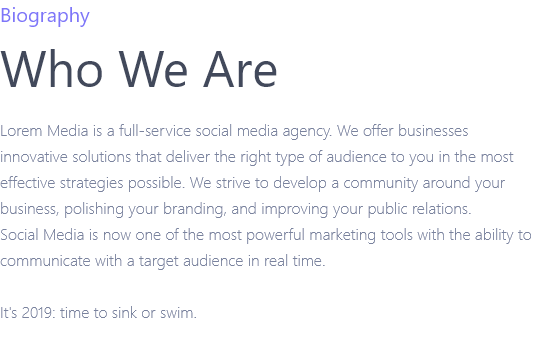 Biography
Who We Are
Lorem Media is a full-service social media agency. We offer businesses
innovative solutions that deliver the right type of audience to you in the most
effective strategies possible. We strive to develop a community around your
business, polishing your branding, and improving your public relations.
Social Media is now one of the most powerful marketing tools with the ability to
communicate with a target audience in real time.
It's 2019: time to sink or swim.